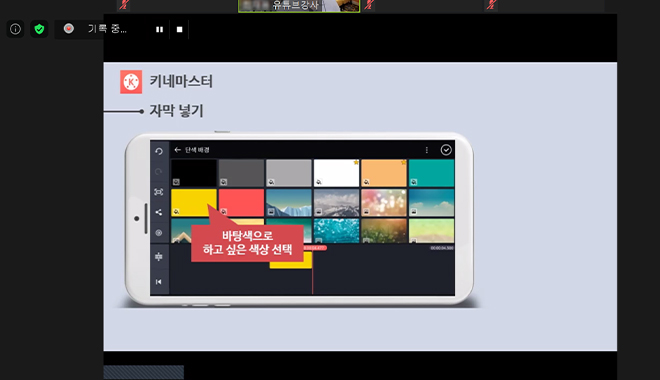 유튜브강사
기록 중...
키네마스터
자막 넣기
단색 배경
바탕색으로
하고 싶은 색상 선택